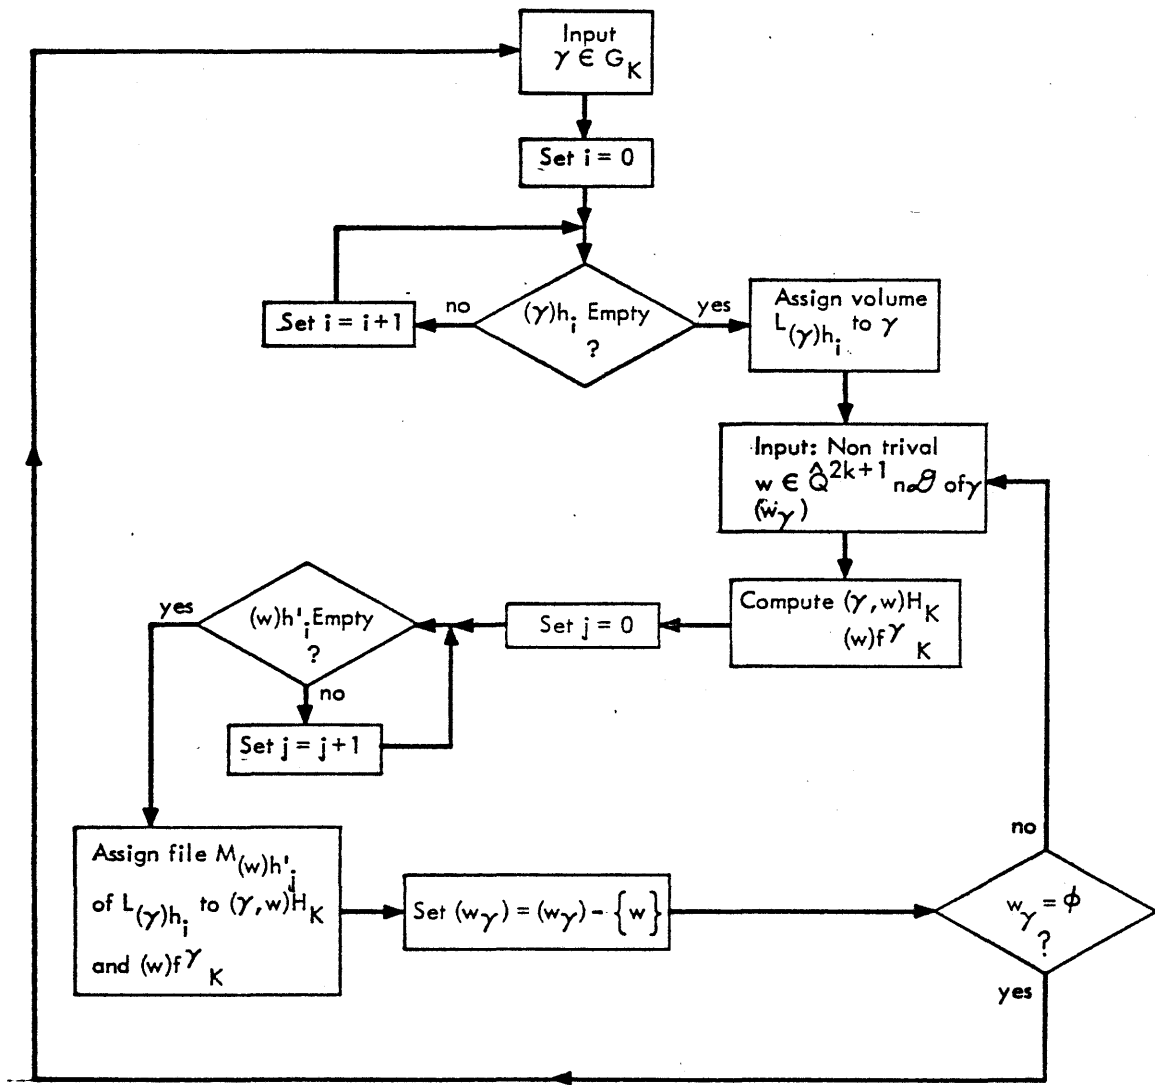 Input
γ ∈ G_K
Set i = 0
(γ)h_i Empty
?
no
yes
Set i = i+1
Assign volume
L_(γ)h_i to γ
Input: Non trival
w ∈ Q̂^2k+1 of γ
(w_γ)
Compute (γ,w)H_K
(w)f^γ_K
Set j = 0
(w)h'_i Empty
?
yes
no
Set j = j+1
Assign file M_(w)h'_j
of L_(γ)h_i to (γ,w)H_K
and (w)f^γ_K
Set (w_γ) = (w_γ) - {w}
w_γ = ϕ
?
no
yes